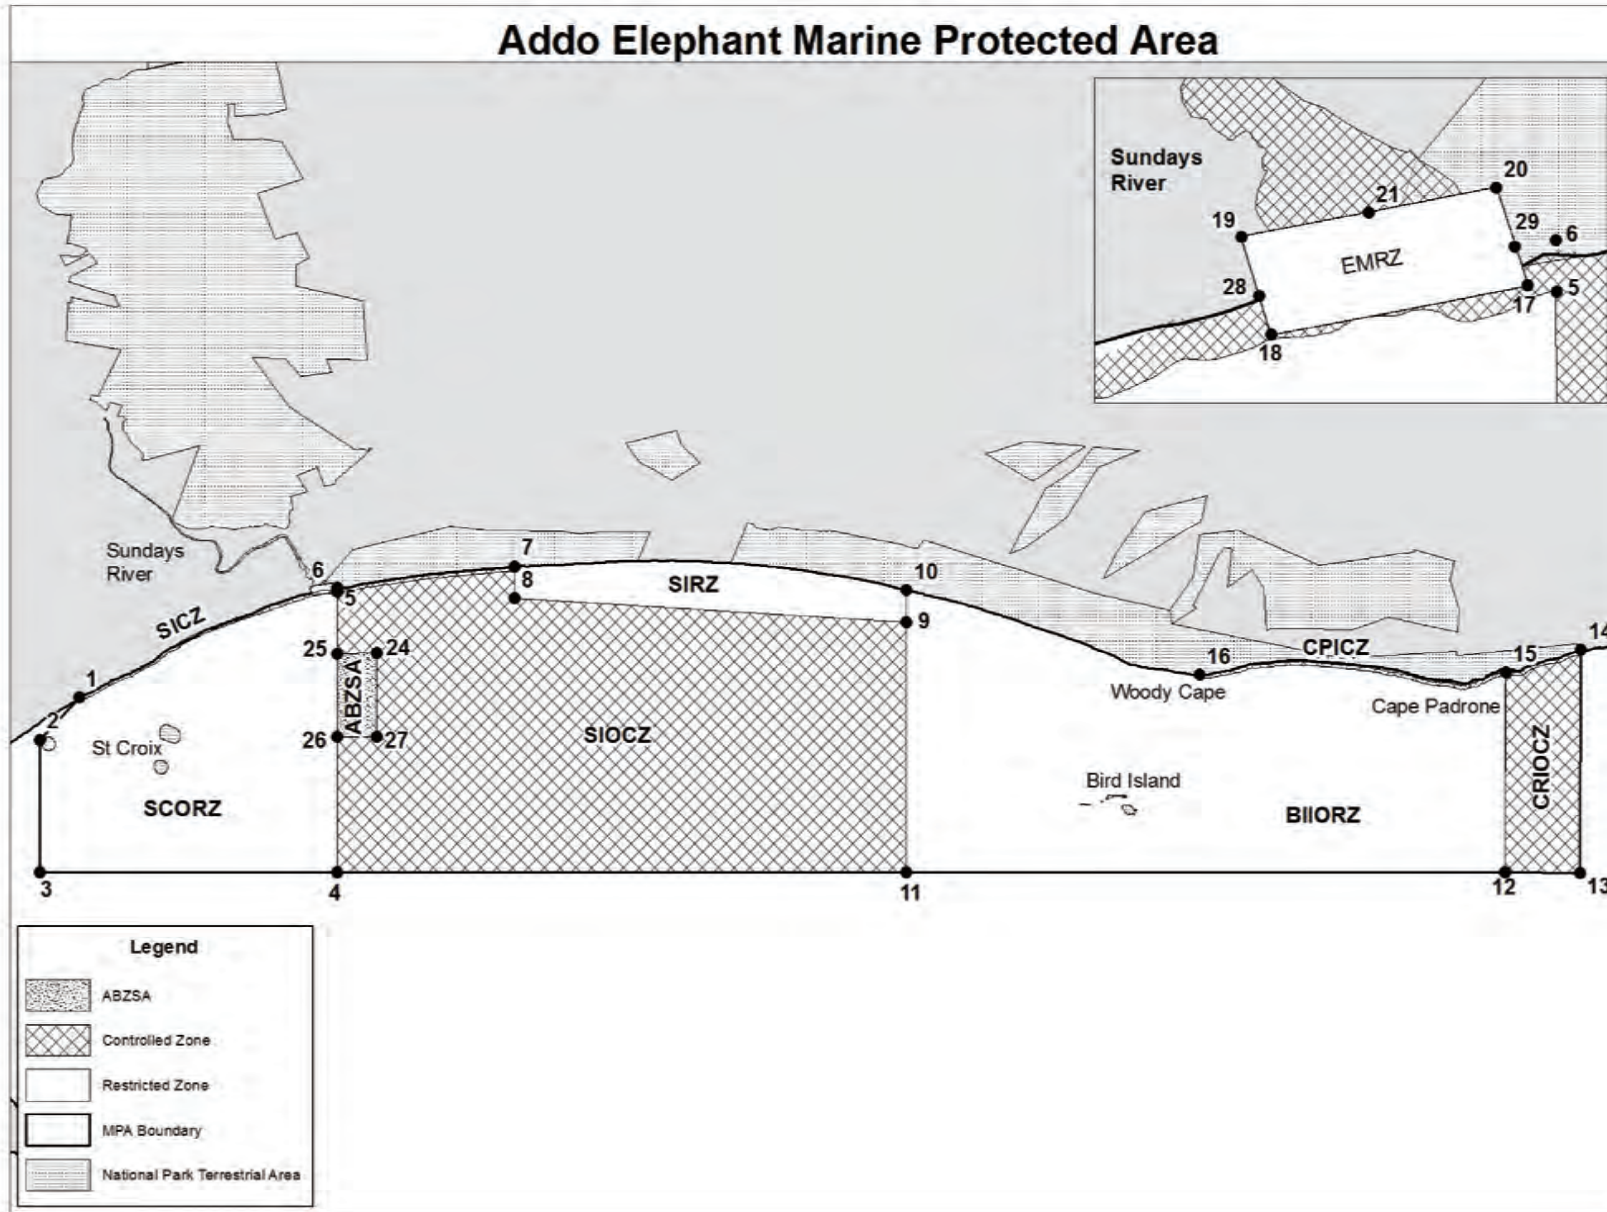 Addo Elephant Marine Protected Area
Sundays
River
20
21
19
29
6
EMRZ
28
5
17
18
Sundays
River
6
7
5
8
SIRZ
10
9
SICZ
25
24
ABZSA
26
27
1
2
St Croix
SCORZ
SIOCZ
CPICZ
14
16
15
Woody Cape
Cape Padrone
Bird Island
BIIORZ
CRIOCZ
3
4
11
12
13
Legend
ABZSA
Controlled Zone
Restricted Zone
MPA Boundary
National Park Terrestrial Area